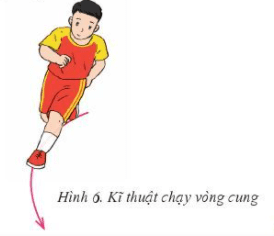 Hình 6. Kĩ thuật chạy vòng cung